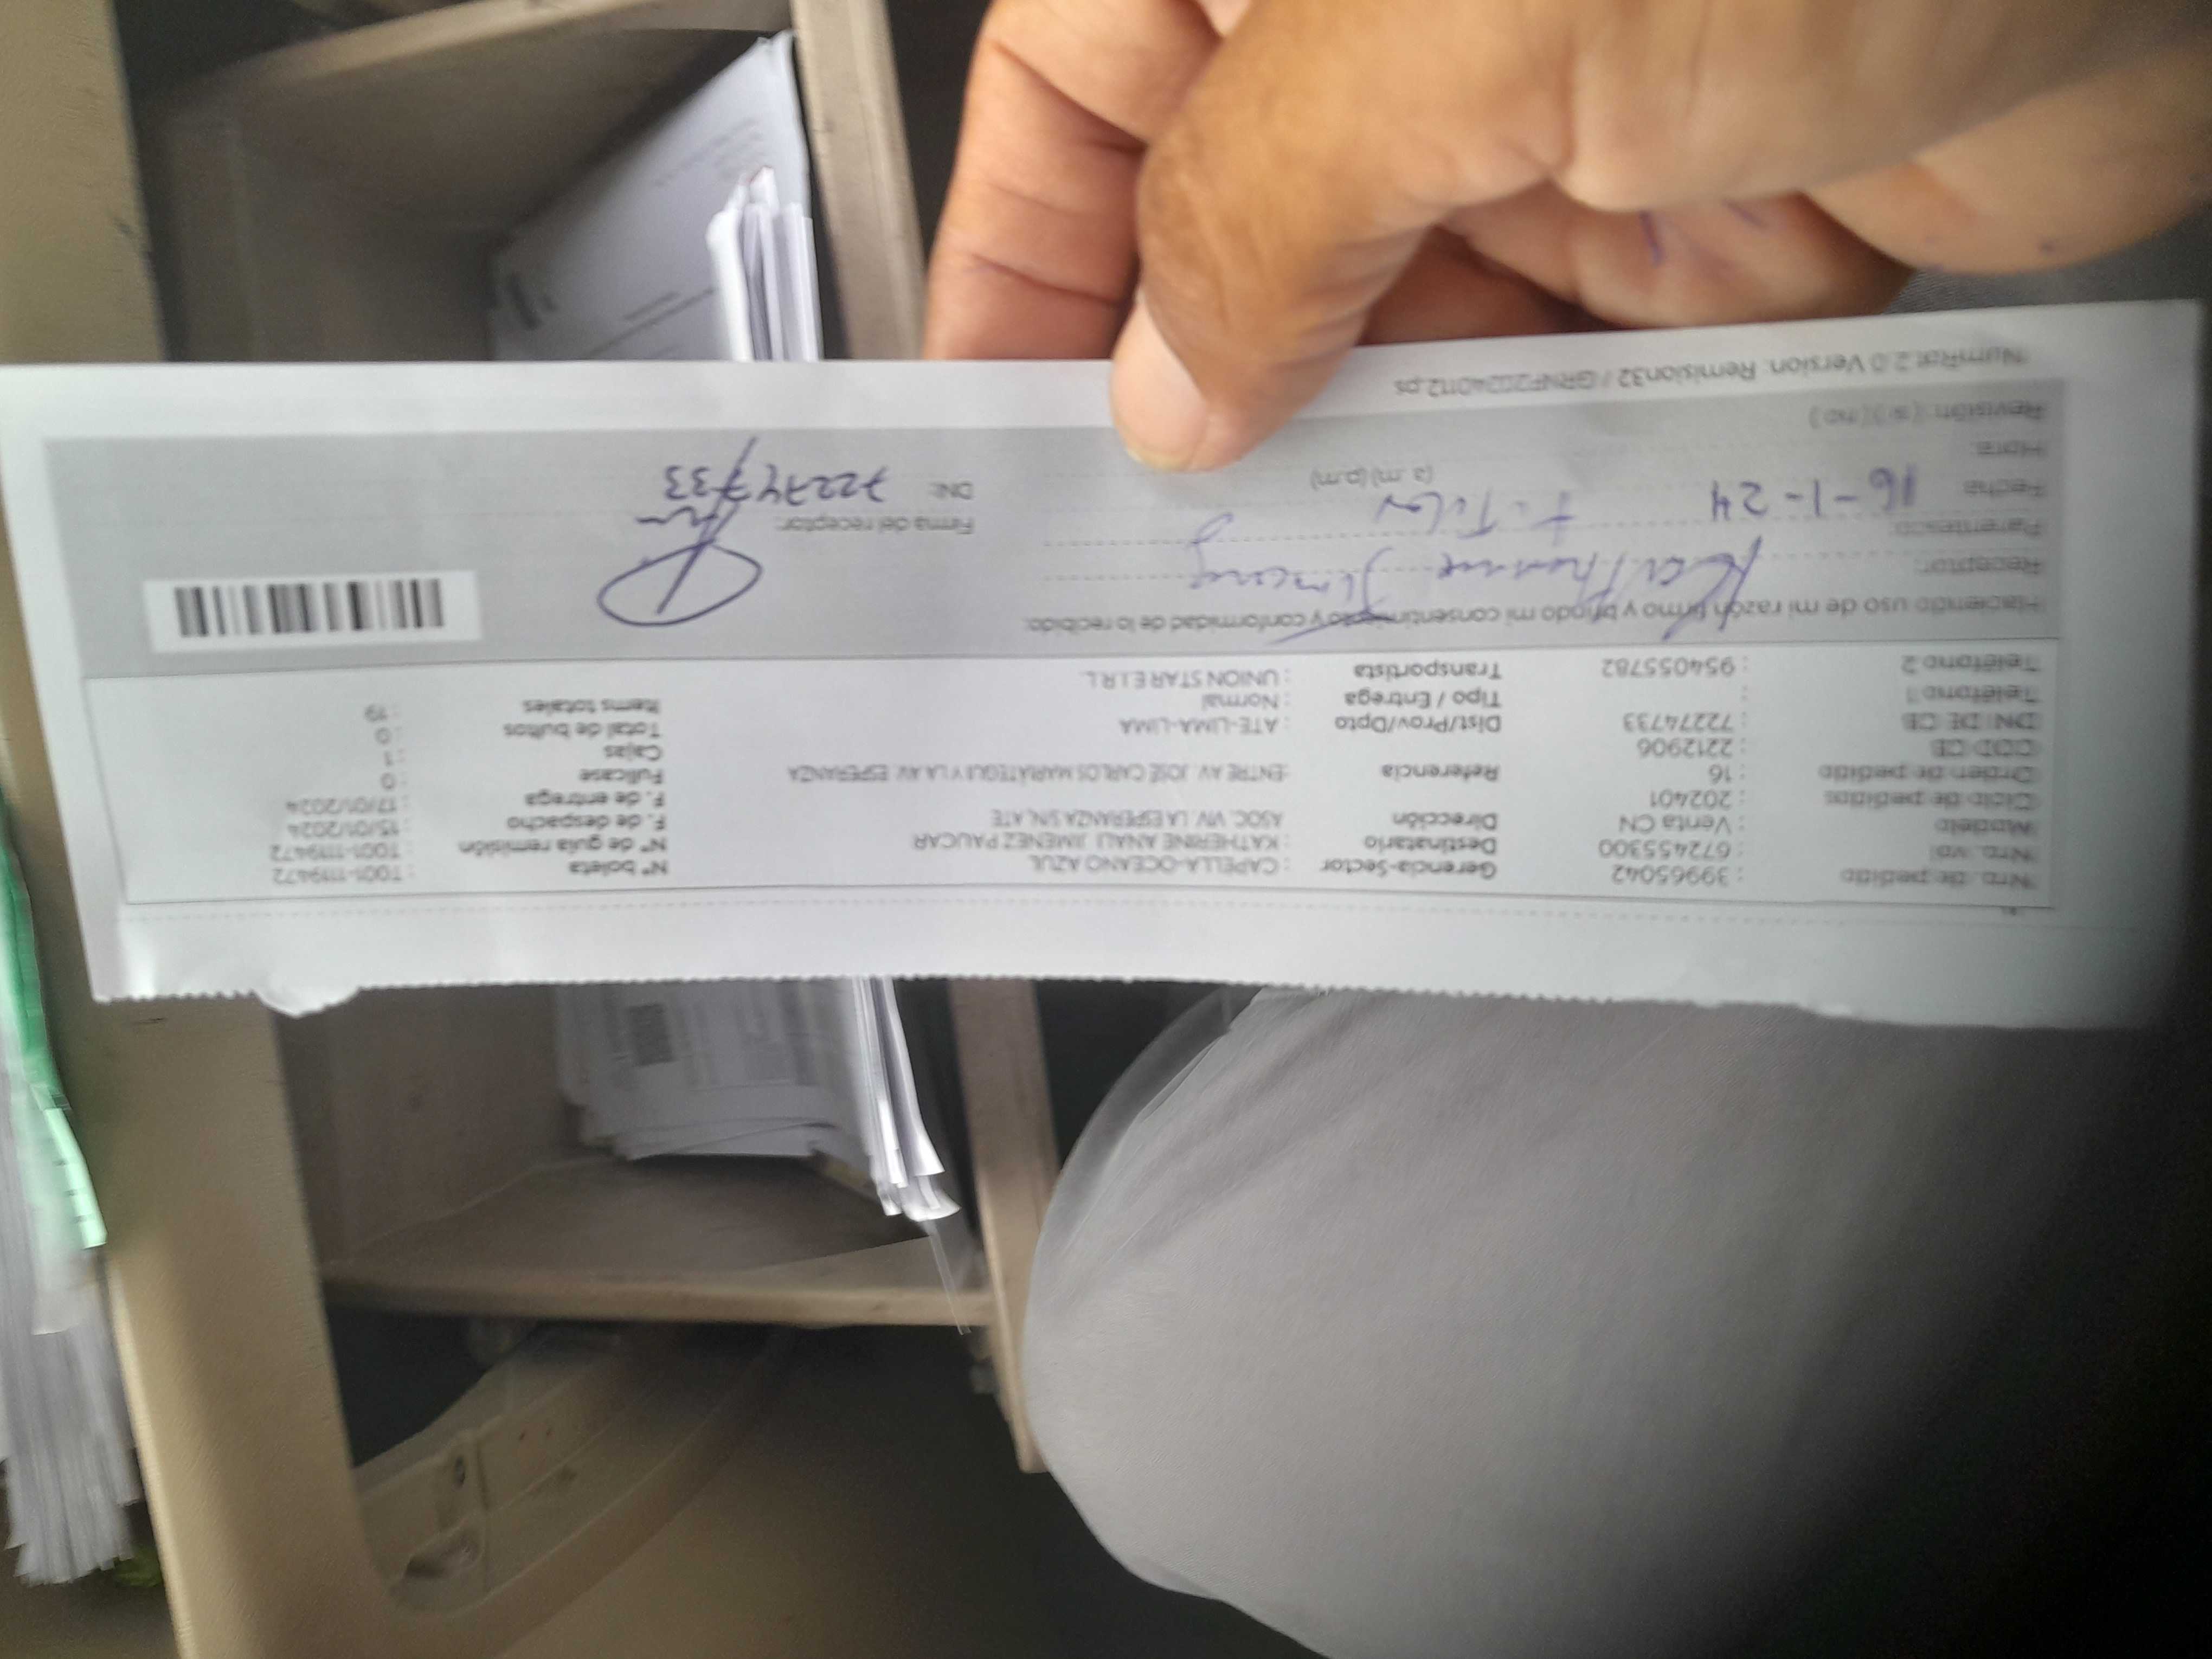 Nro. de pedido : 39965042 Gerencia-Sector : CAPELLA-OCEANO AZUL N° boleta : T001-1119472
Nro. vol : 672455300 Destinatario : KATHERINE ANALI JIMENEZ PAUCAR N° de guía remisión : T001-1119472
Modelo : Venta CN Dirección ASOC. VIV. LA ESPERANZA S/N, ATE F. de despacho : 15/01/2024
Ciclo de pedidos : 202401 F. de entrega : 17/01/2024
Orden de pedido : 16 Referencia :ENTRE AV. JOSÉ CARLOS MARIÁTEGUI Y LA AV. ESPERANZA Fullcase : 0
COD CB : 2212906 Cajas : 1
DNI DE CB : 72274733 Dist/Prov/Dpto : ATE-LIMA-LIMA Total de bultos : 0
Teléfono 1 : Tipo / Entrega : Normal Items totales : 19
Teléfono 2 : 954055782 Transportista : UNION STAR E.I.R.L
Haciendo uso de mi razón firmo y brindo mi consentimiento y conformidad de lo recibido.
Receptor: Katherine Jimenez
Parentesco: Firma del receptor:
Fecha 16-1-24 DNI: 72274733
Hora: (a .m) (p.m)
Revisión: ( si ) ( no )
NumRot 2.0 Version. Remision32 / GRNP20240112.ps